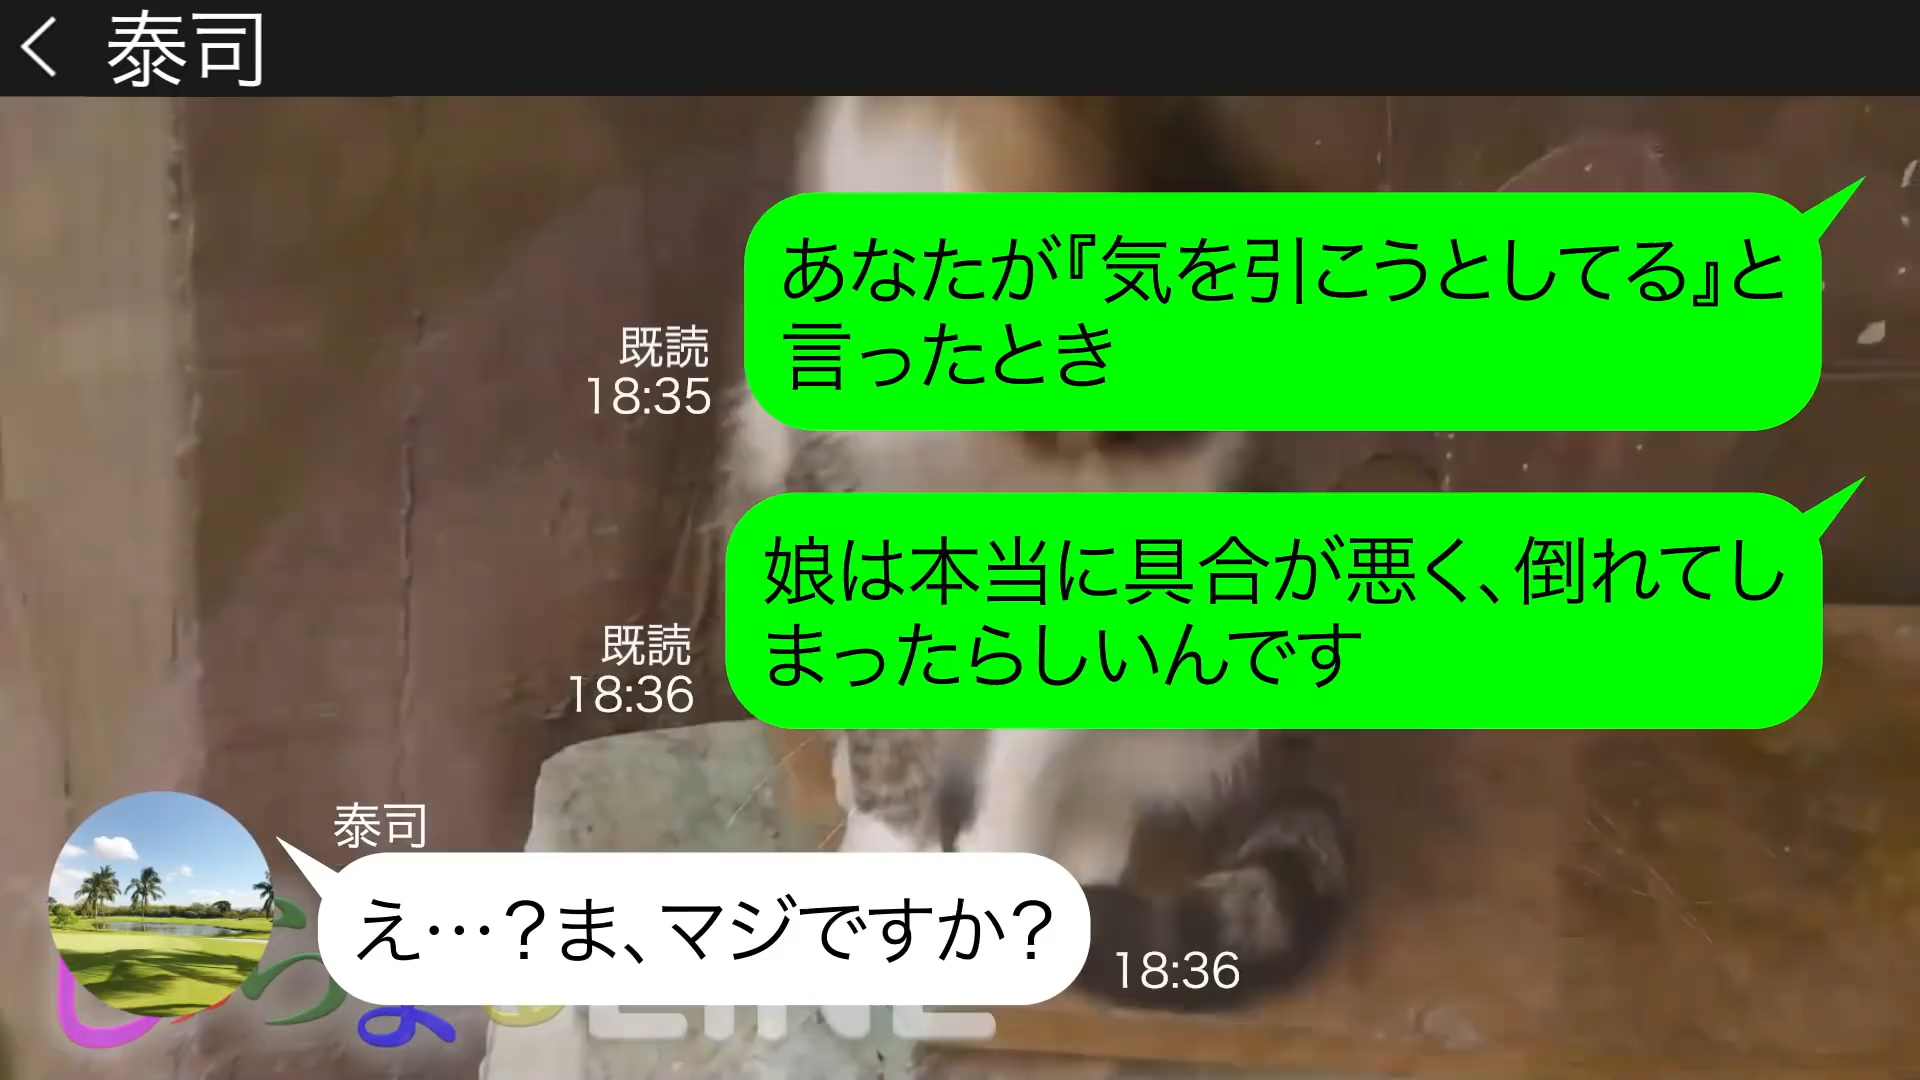 泰司
あなたが『気を引こうとしてる』と
言ったとき
既読
18:35
娘は本当に具合が悪く、倒れてし
まったらしいんです
既読
18:36
泰司
え…？ま、マジですか？
18:36